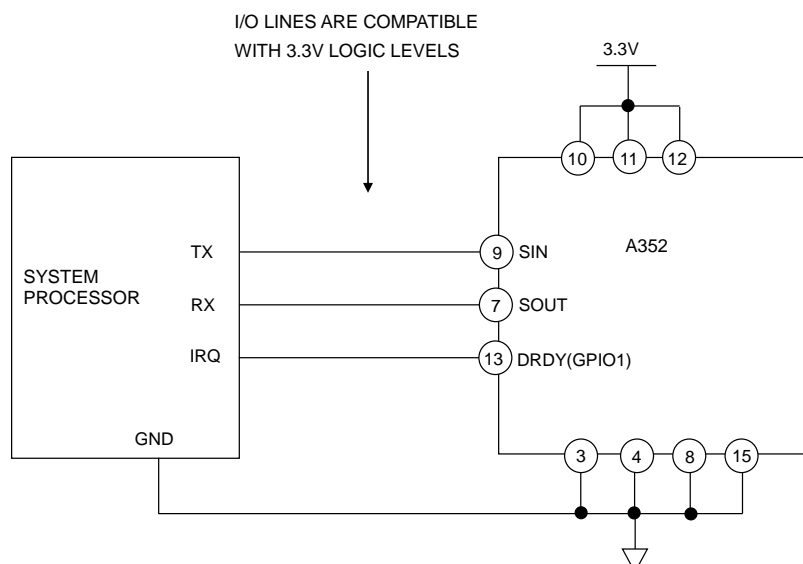 I/O LINES ARE COMPATIBLE
WITH 3.3V LOGIC LEVELS
3.3V
10 11 12
A352
SYSTEM
PROCESSOR
TX
9 SIN
RX
7 SOUT
IRQ
13 DRDY(GPIO1)
GND
3 4 8 15